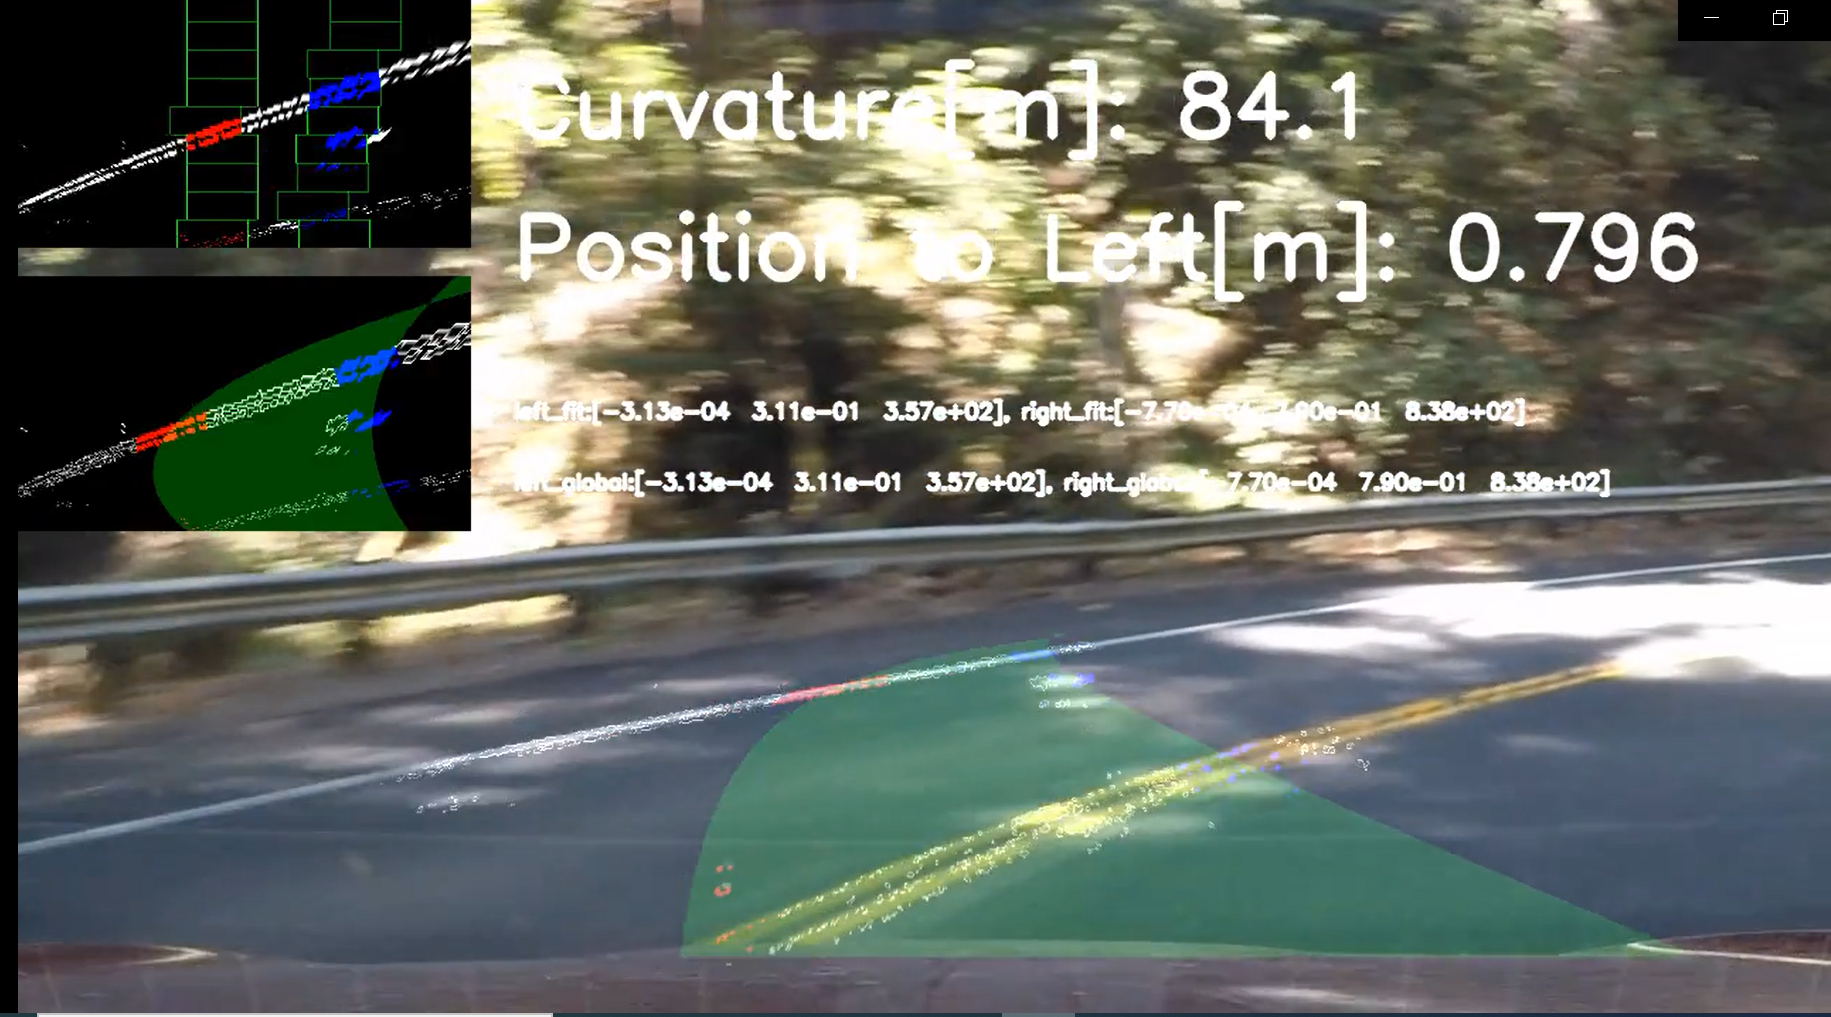 Curvature[m]: 84.1
Position to Left[m]: 0.796
left_fit:[-3.13e-04 3.11e-01 3.57e+02], right_fit:[-7.70e-04 7.90e-01 8.38e+02]
left_global:[-3.13e-04 3.11e-01 3.57e+02], right_global:[-7.70e-04 7.90e-01 8.38e+02]